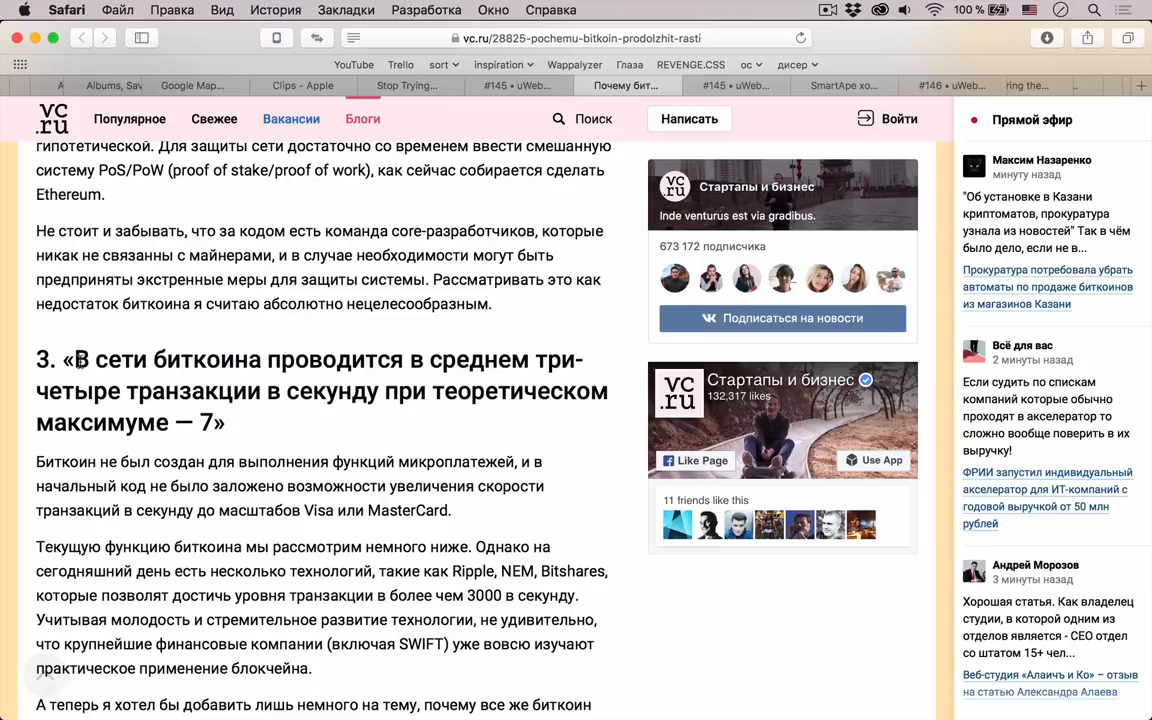 Safari Файл Правка Вид История Закладки Разработка Окно Справка 100 %
vc.ru/28825-pochemu-bitkoin-prodolzhit-rasti
YouTube Trello sort inspiration Wappalyzer Глаза REVENGE.CSS ос дисер
A Albums, Sav Google Map... Clips - Apple Stop Trying... #145 • uWeb... Почему бит... #145 • uWeb... SmartApe хо... #146 • uWeb... ring the... ..
vc.ru Популярное Свежее Вакансии Блоги Поиск Написать Войти
гипотетической. Для защиты сети достаточно со временем ввести смешанную
систему PoS/PoW (proof of stake/proof of work), как сейчас собирается сделать
Ethereum.
Не стоит и забывать, что за кодом есть команда core-разработчиков, которые
никак не связанны с майнерами, и в случае необходимости могут быть
предприняты экстренные меры для защиты системы. Рассматривать это как
недостаток биткоина я считаю абсолютно нецелесообразным.
3. «В сети биткоина проводится в среднем три-
четыре транзакции в секунду при теоретическом
максимуме — 7»
Биткоин не был создан для выполнения функций микроплатежей, и в
начальный код не было заложено возможности увеличения скорости
транзакций в секунду до масштабов Visa или MasterCard.
Текущую функцию биткоина мы рассмотрим немного ниже. Однако на
сегодняшний день есть несколько технологий, такие как Ripple, NEM, Bitshares,
которые позволят достичь уровня транзакции в более чем 3000 в секунду.
Учитывая молодость и стремительное развитие технологии, не удивительно,
что крупнейшие финансовые компании (включая SWIFT) уже вовсю изучают
практическое применение блокчейна.
А теперь я хотел бы добавить лишь немного на тему, почему все же биткоин
vc.ru
Стартапы и бизнес
Inde venturus est via gradibus.
673 172 подписчика
Подписаться на новости
vc.ru
Стартапы и бизнес
132,317 likes
Like Page Use App
11 friends like this
Прямой эфир
Максим Назаренко
минуту назад
"Об установке в Казани
криптоматов, прокуратура
узнала из новостей" Так в чём
было дело, если не в...
Прокуратура потребовала убрать
автоматы по продаже биткоинов
из магазинов Казани
Всё для вас
2 минуты назад
Если судить по спискам
компаний которые обычно
проходят в акселератор то
сложно вообще поверить в их
выручку!
ФРИИ запустил индивидуальный
акселератор для ИТ-компаний с
годовой выручкой от 50 млн
рублей
Андрей Морозов
3 минуты назад
Хорошая статья. Как владелец
студии, в которой одним из
отделов является - CEO отдел
со штатом 15+ чел...
Веб-студия «Алаичъ и Ко» – отзыв
на статью Александра Алаева